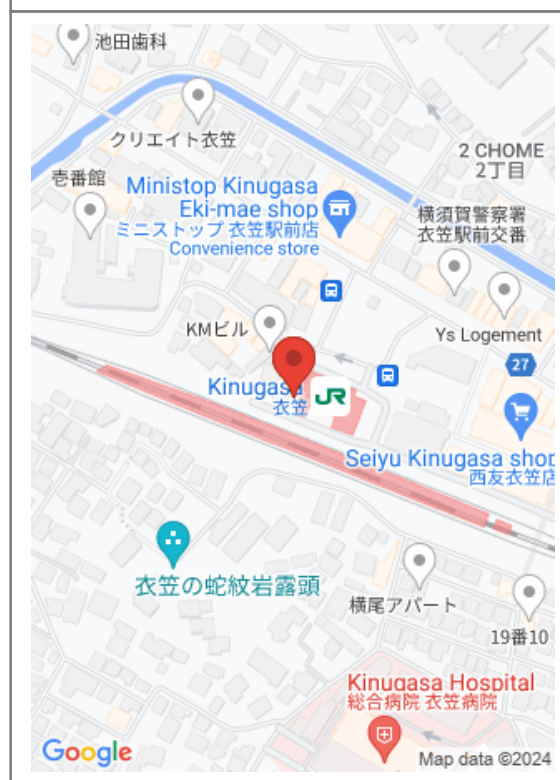 池田歯科
クリエイト衣笠
2 CHOME
2丁目
壱番館
Ministop Kinugasa
Eki-mae shop
ミニストップ 衣笠駅前店
Convenience store
横須賀警察署
衣笠駅前交番
KMビル
Ys Logement
27
Kinugasa
衣笠
JR
Seiyu Kinugasa shop
西友衣笠店
衣笠の蛇紋岩露頭
横尾アパート
19番10
Kinugasa Hospital
総合病院 衣笠病院
Google
Map data ©2024